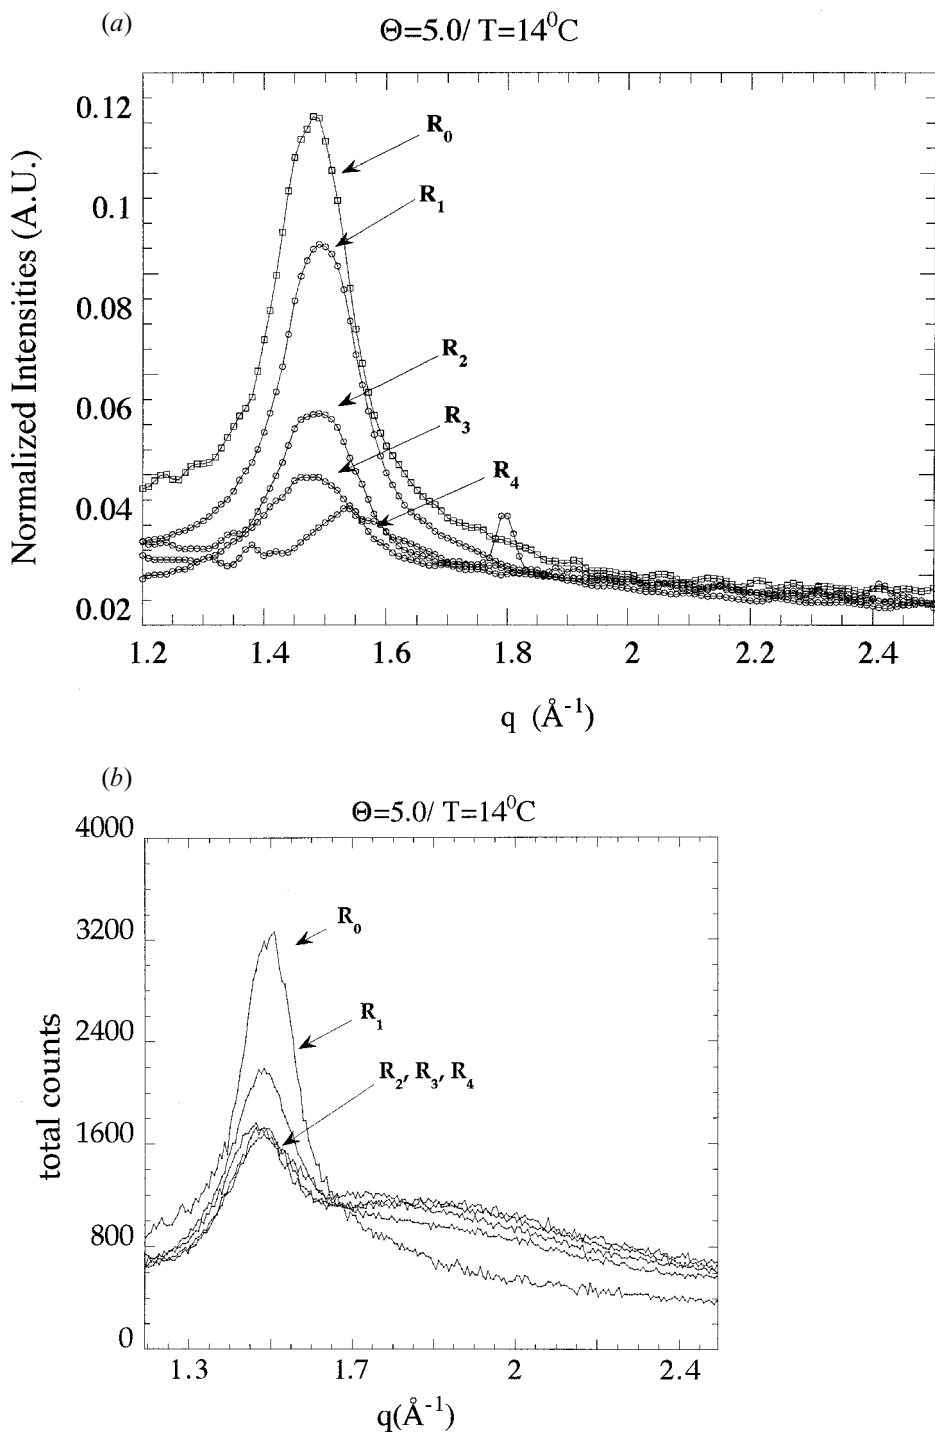 (a)
Θ=5.0/ T=14⁰C
Normalized Intensities (A.U.)
0.12
0.1
0.08
0.06
0.04
0.02
R₀
R₁
R₂
R₃
R₄
1.2 1.4 1.6 1.8 2 2.2 2.4
q (Å⁻¹)
(b)
Θ=5.0/ T=14⁰C
total counts
4000
3200
2400
1600
800
0
R₀
R₁
R₂, R₃, R₄
1.3 1.7 2 2.4
q(Å⁻¹)